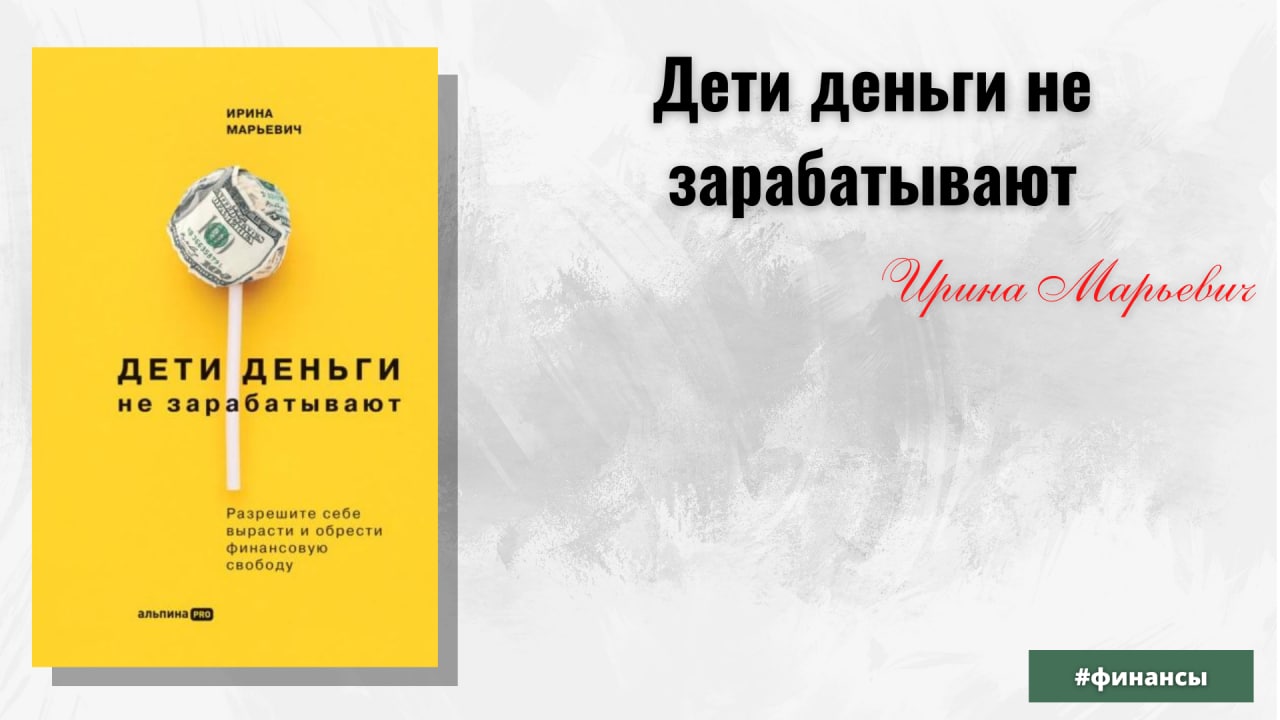 ИРИНА
МАРЬЕВИЧ
ДЕТИ ДЕНЬГИ
не зарабатывают
Разрешите себе
вырасти и обрести
финансовую
свободу
альпина PRO
Дети деньги не
зарабатывают
Ирина Марьевич
#финансы